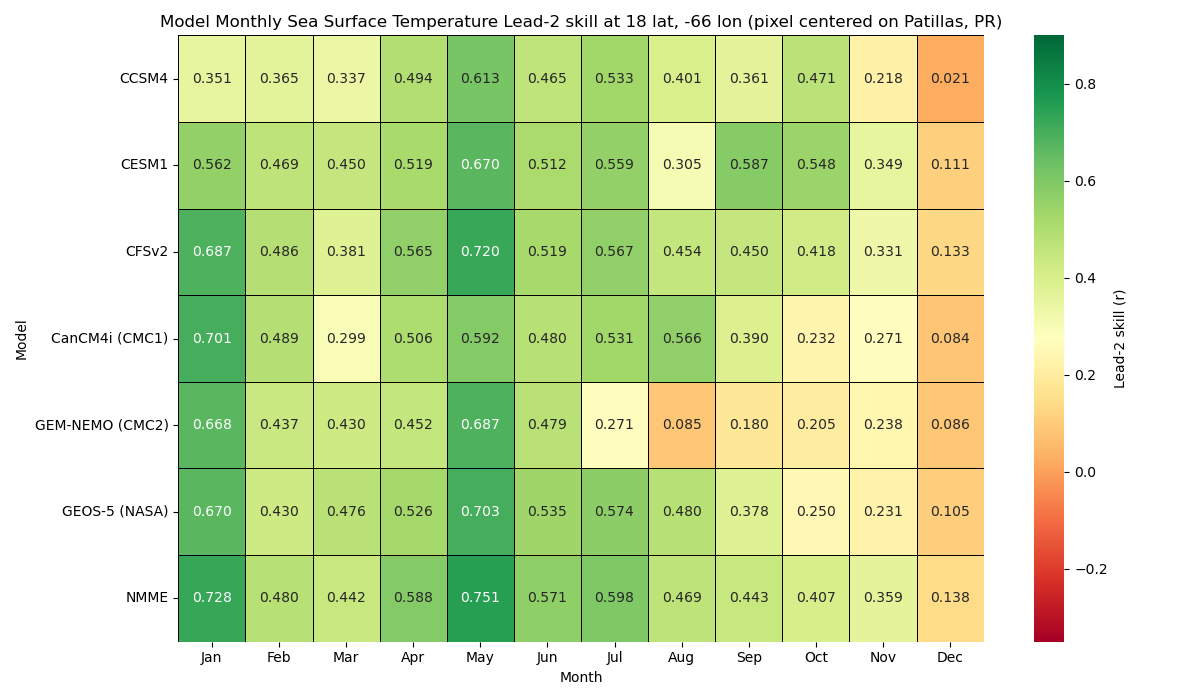 Model Monthly Sea Surface Temperature Lead-2 skill at 18 lat, -66 lon (pixel centered on Patillas, PR)
Model
CCSM4 0.351 0.365 0.337 0.494 0.613 0.465 0.533 0.401 0.361 0.471 0.218 0.021
CESM1 0.562 0.469 0.450 0.519 0.670 0.512 0.559 0.305 0.587 0.548 0.349 0.111
CFSv2 0.687 0.486 0.381 0.565 0.720 0.519 0.567 0.454 0.450 0.418 0.331 0.133
CanCM4i (CMC1) 0.701 0.489 0.299 0.506 0.592 0.480 0.531 0.566 0.390 0.232 0.271 0.084
GEM-NEMO (CMC2) 0.668 0.437 0.430 0.452 0.687 0.479 0.271 0.085 0.180 0.205 0.238 0.086
GEOS-5 (NASA) 0.670 0.430 0.476 0.526 0.703 0.535 0.574 0.480 0.378 0.250 0.231 0.105
NMME 0.728 0.480 0.442 0.588 0.751 0.571 0.598 0.469 0.443 0.407 0.359 0.138
Jan Feb Mar Apr May Jun Jul Aug Sep Oct Nov Dec
Month
0.8
0.6
0.4
0.2
0.0
−0.2
Lead-2 skill (r)